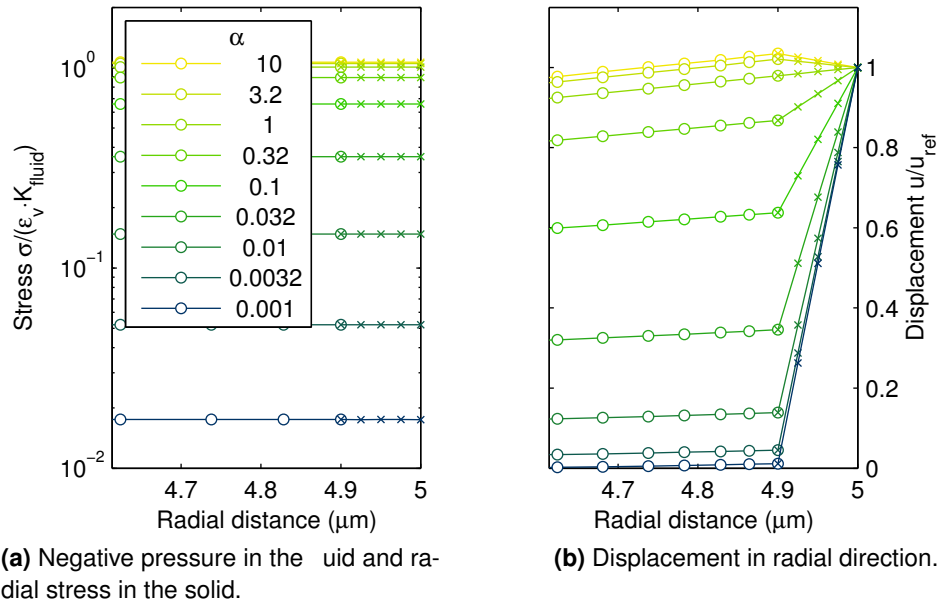 α
10
3.2
1
0.32
0.1
0.032
0.01
0.0032
0.001
10⁰
10⁻¹
10⁻²
Stress σ/(ε_v·K_fluid)
4.7 4.8 4.9 5
Radial distance (μm)
1
0.8
0.6
0.4
0.2
0
Displacement u/u_ref
4.7 4.8 4.9 5
Radial distance (μm)
(a) Negative pressure in the uid and ra-
dial stress in the solid.
(b) Displacement in radial direction.